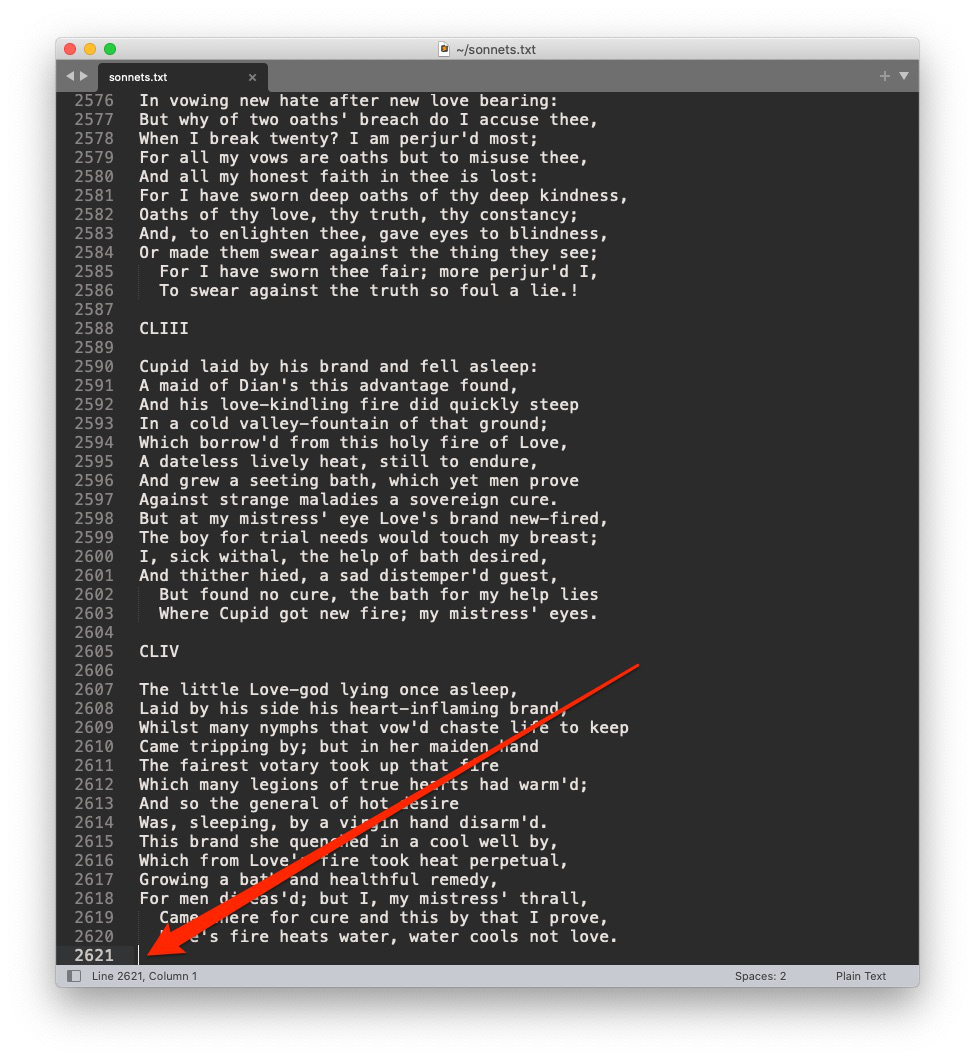 ~/sonnets.txt
sonnets.txt
2576 In vowing new hate after new love bearing:
2577 But why of two oaths' breach do I accuse thee,
2578 When I break twenty? I am perjur'd most;
2579 For all my vows are oaths but to misuse thee,
2580 And all my honest faith in thee is lost:
2581 For I have sworn deep oaths of thy deep kindness,
2582 Oaths of thy love, thy truth, thy constancy;
2583 And, to enlighten thee, gave eyes to blindness,
2584 Or made them swear against the thing they see;
2585 For I have sworn thee fair; more perjur'd I,
2586 To swear against the truth so foul a lie.!
2587
2588 CLIII
2589
2590 Cupid laid by his brand and fell asleep:
2591 A maid of Dian's this advantage found,
2592 And his love-kindling fire did quickly steep
2593 In a cold valley-fountain of that ground;
2594 Which borrow'd from this holy fire of Love,
2595 A dateless lively heat, still to endure,
2596 And grew a seeting bath, which yet men prove
2597 Against strange maladies a sovereign cure.
2598 But at my mistress' eye Love's brand new-fired,
2599 The boy for trial needs would touch my breast;
2600 I, sick withal, the help of bath desired,
2601 And thither hied, a sad distemper'd guest,
2602 But found no cure, the bath for my help lies
2603 Where Cupid got new fire; my mistress' eyes.
2604
2605 CLIV
2606
2607 The little Love-god lying once asleep,
2608 Laid by his side his heart-inflaming brand,
2609 Whilst many nymphs that vow'd chaste life to keep
2610 Came tripping by; but in her maiden hand
2611 The fairest votary took up that fire
2612 Which many legions of true hearts had warm'd;
2613 And so the general of hot desire
2614 Was, sleeping, by a virgin hand disarm'd.
2615 This brand she quenched in a cool well by,
2616 Which from Love's fire took heat perpetual,
2617 Growing a bath and healthful remedy,
2618 For men diseas'd; but I, my mistress' thrall,
2619 Came there for cure and this by that I prove,
2620 Love's fire heats water, water cools not love.
2621
Line 2621, Column 1 Spaces: 2 Plain Text